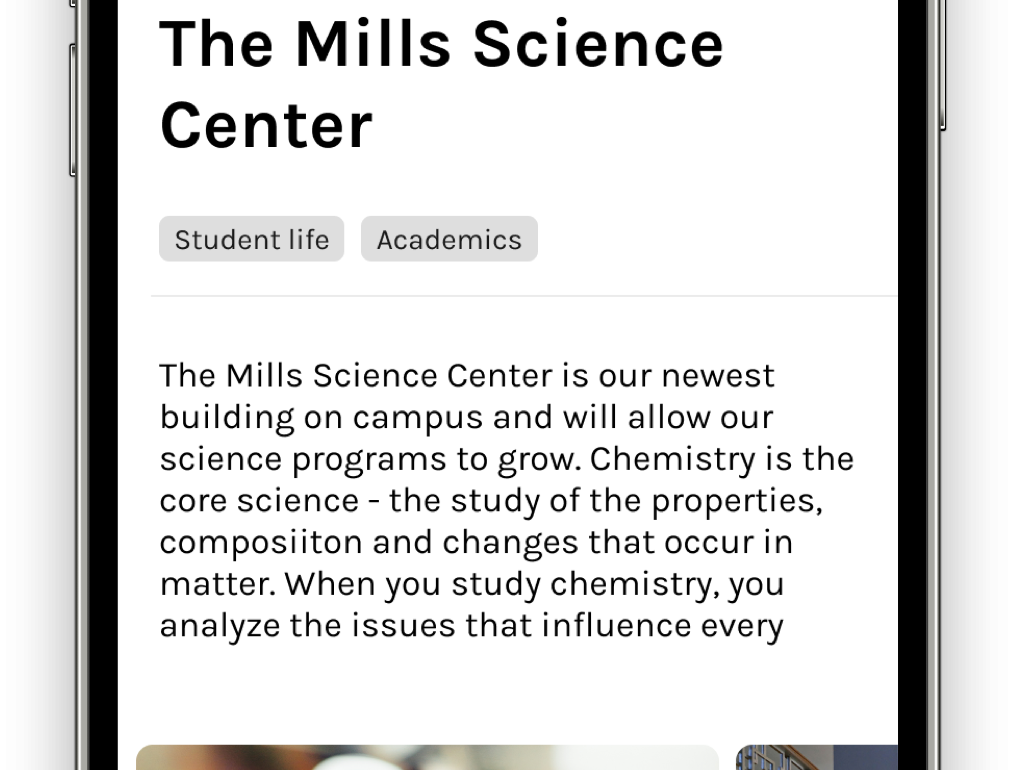 The Mills Science
Center
Student life Academics
The Mills Science Center is our newest
building on campus and will allow our
science programs to grow. Chemistry is the
core science - the study of the properties,
composiiton and changes that occur in
matter. When you study chemistry, you
analyze the issues that influence every